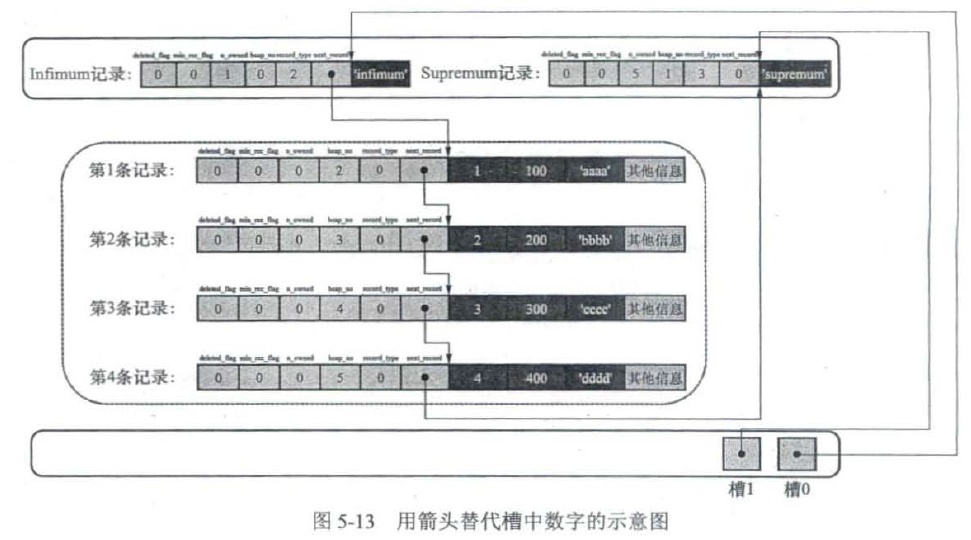 deleted_flag min_rec_flag n_owned heap_no record_type next_record deleted_flag min_rec_flag n_owned heap_no record_type next_record
Infimum记录: 0 0 1 0 2 'infimum' Supremum记录: 0 0 5 1 3 0 'supremum'
deleted_flag min_rec_flag n_owned heap_no record_type next_record
第1条记录: 0 0 0 2 0 1 100 'aaaa' 其他信息
deleted_flag min_rec_flag n_owned heap_no record_type next_record
第2条记录: 0 0 0 3 0 2 200 'bbbb' 其他信息
deleted_flag min_rec_flag n_owned heap_no record_type next_record
第3条记录: 0 0 0 4 0 3 300 'cccc' 其他信息
deleted_flag min_rec_flag n_owned heap_no record_type next_record
第4条记录: 0 0 0 5 0 4 400 'dddd' 其他信息
槽1 槽0
图 5-13 用箭头替代槽中数字的示意图